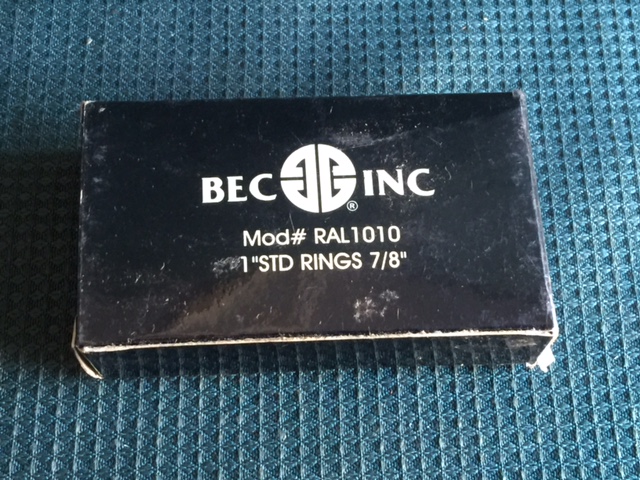 BEC INC ®
Mod# RAL1010
1"STD RINGS 7/8"